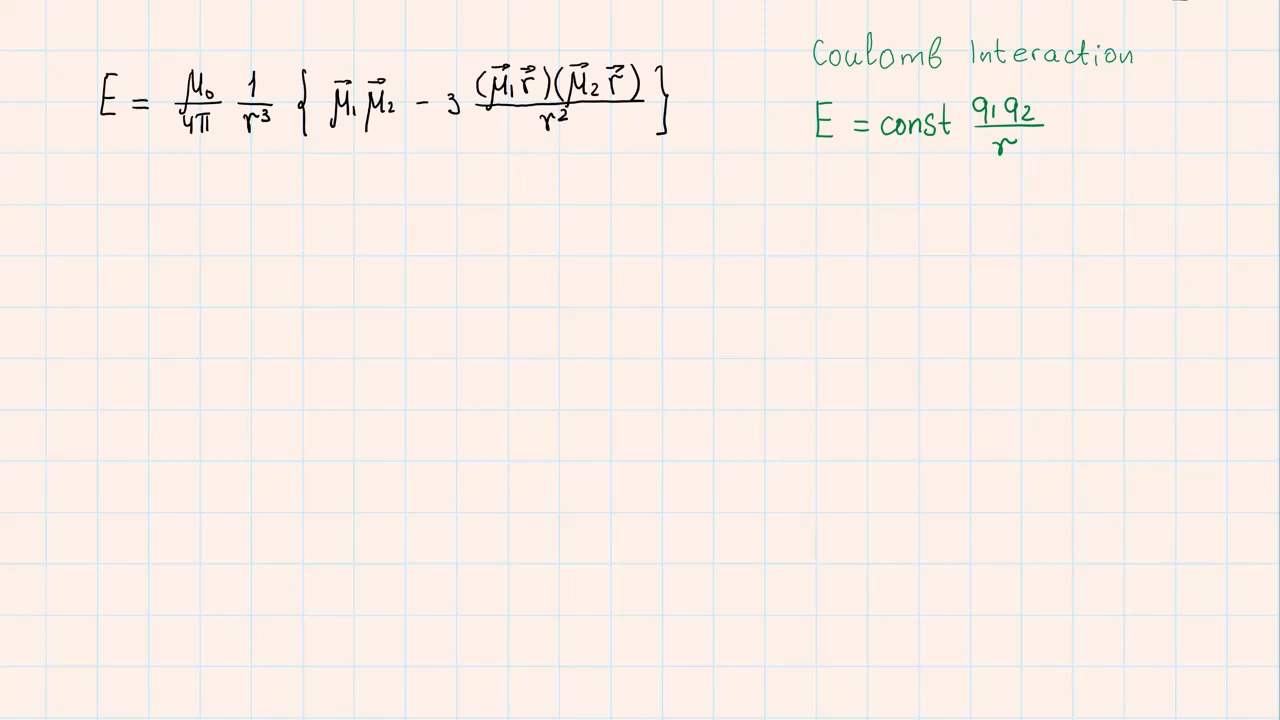 E = μ₀/4π 1/r³ { μ⃗₁μ⃗₂ − 3 (μ⃗₁r⃗)(μ⃗₂r⃗)/r² }
Coulomb Interaction
E = const q₁q₂/r